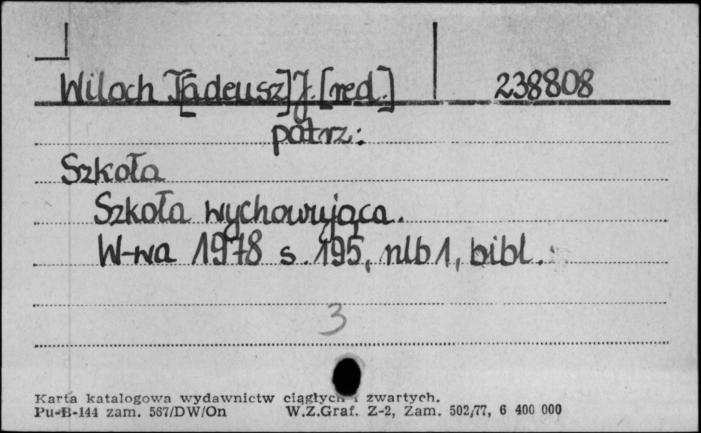 Wiloch T[adeusz] J. [red.] 238808
patrz:
Szkoła
Szkoła wychowująca.
W-wa 1978 s. 195, nlb 1, bibl.
3
Karta katalogowa wydawnictw ciągłych i zwartych.
Pu-B-144 zam. 567/DW/On W.Z.Graf. Z-2, Zam. 502/77, 6 400 000